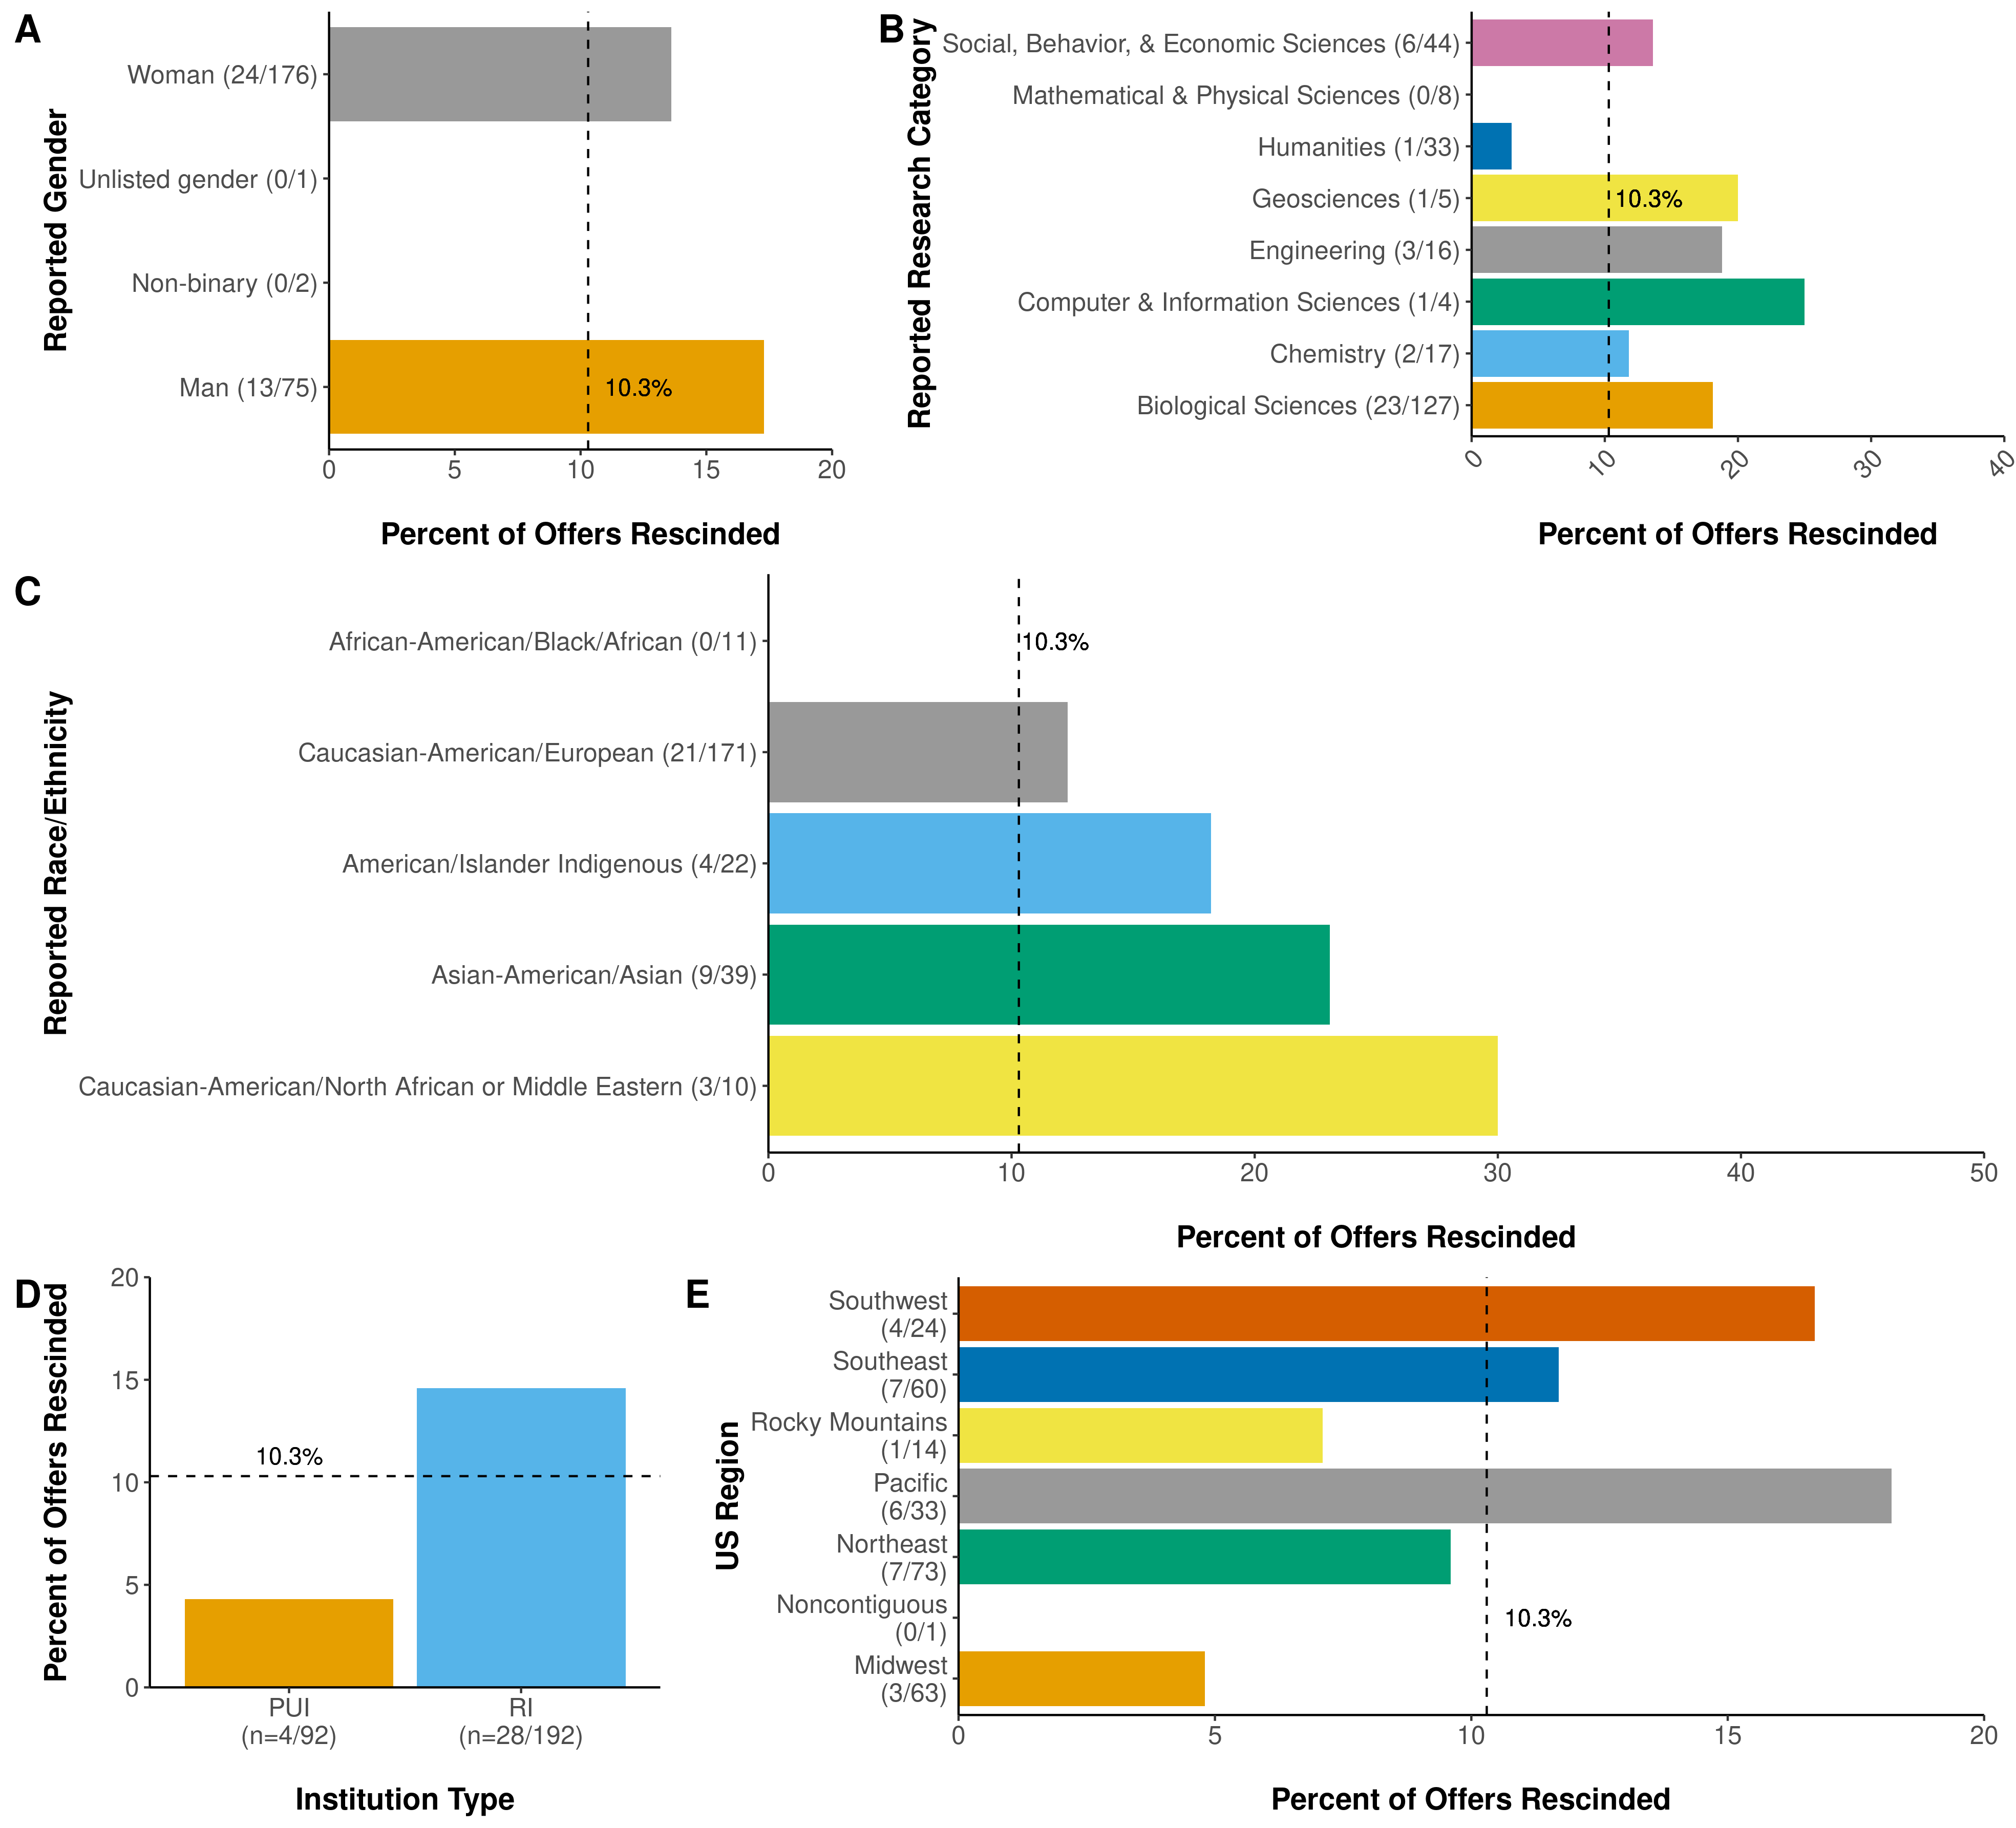 A
Reported Gender
Woman (24/176)
Unlisted gender (0/1)
Non-binary (0/2)
Man (13/75)
10.3%
0 5 10 15 20
Percent of Offers Rescinded
B
Reported Research Category
Social, Behavior, & Economic Sciences (6/44)
Mathematical & Physical Sciences (0/8)
Humanities (1/33)
Geosciences (1/5)
10.3%
Engineering (3/16)
Computer & Information Sciences (1/4)
Chemistry (2/17)
Biological Sciences (23/127)
0 10 20 30 40
Percent of Offers Rescinded
C
Reported Race/Ethnicity
African-American/Black/African (0/11)
10.3%
Caucasian-American/European (21/171)
American/Islander Indigenous (4/22)
Asian-American/Asian (9/39)
Caucasian-American/North African or Middle Eastern (3/10)
0 10 20 30 40 50
Percent of Offers Rescinded
D
Percent of Offers Rescinded
20
15
10
5
0
10.3%
PUI
(n=4/92)
RI
(n=28/192)
Institution Type
E
US Region
Southwest
(4/24)
Southeast
(7/60)
Rocky Mountains
(1/14)
Pacific
(6/33)
Northeast
(7/73)
Noncontiguous
(0/1)
10.3%
Midwest
(3/63)
0 5 10 15 20
Percent of Offers Rescinded